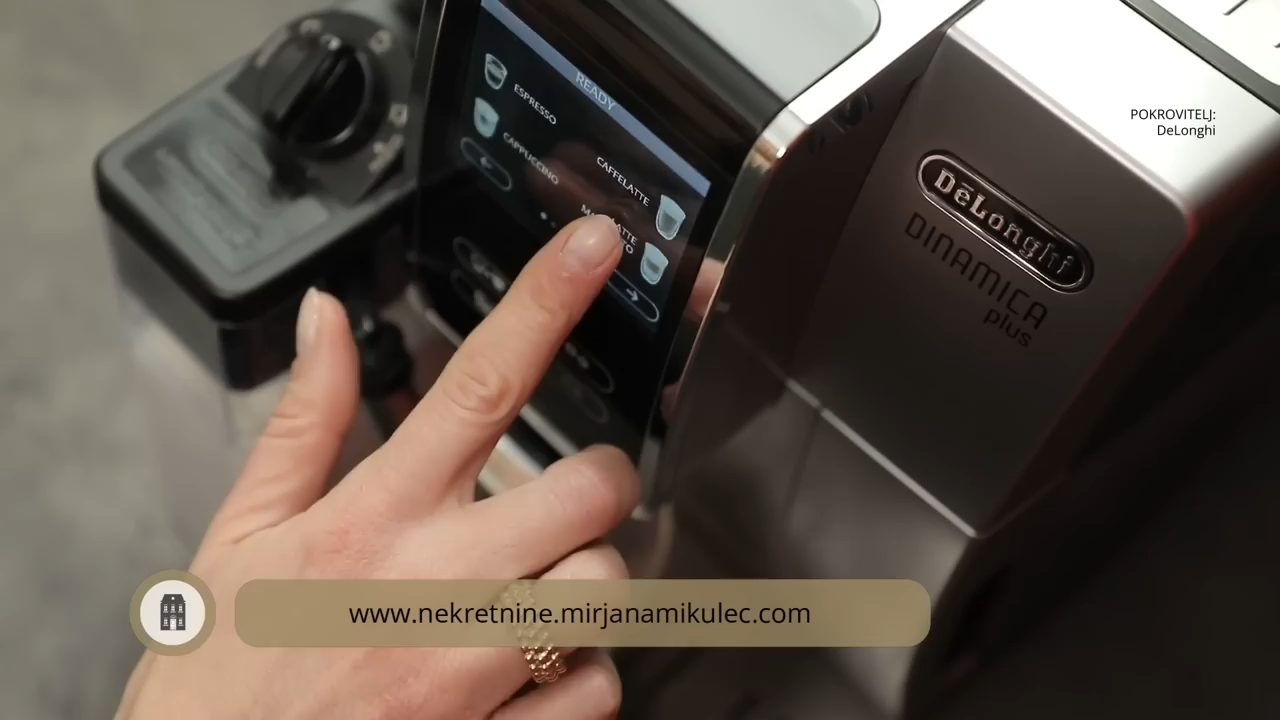 READY
ESPRESSO
CAPPUCCINO
CAFFELATTE
POKROVITELJ:
DeLonghi
DeLonghi
DINAMICA
plus
www.nekretnine.mirjanamikulec.com